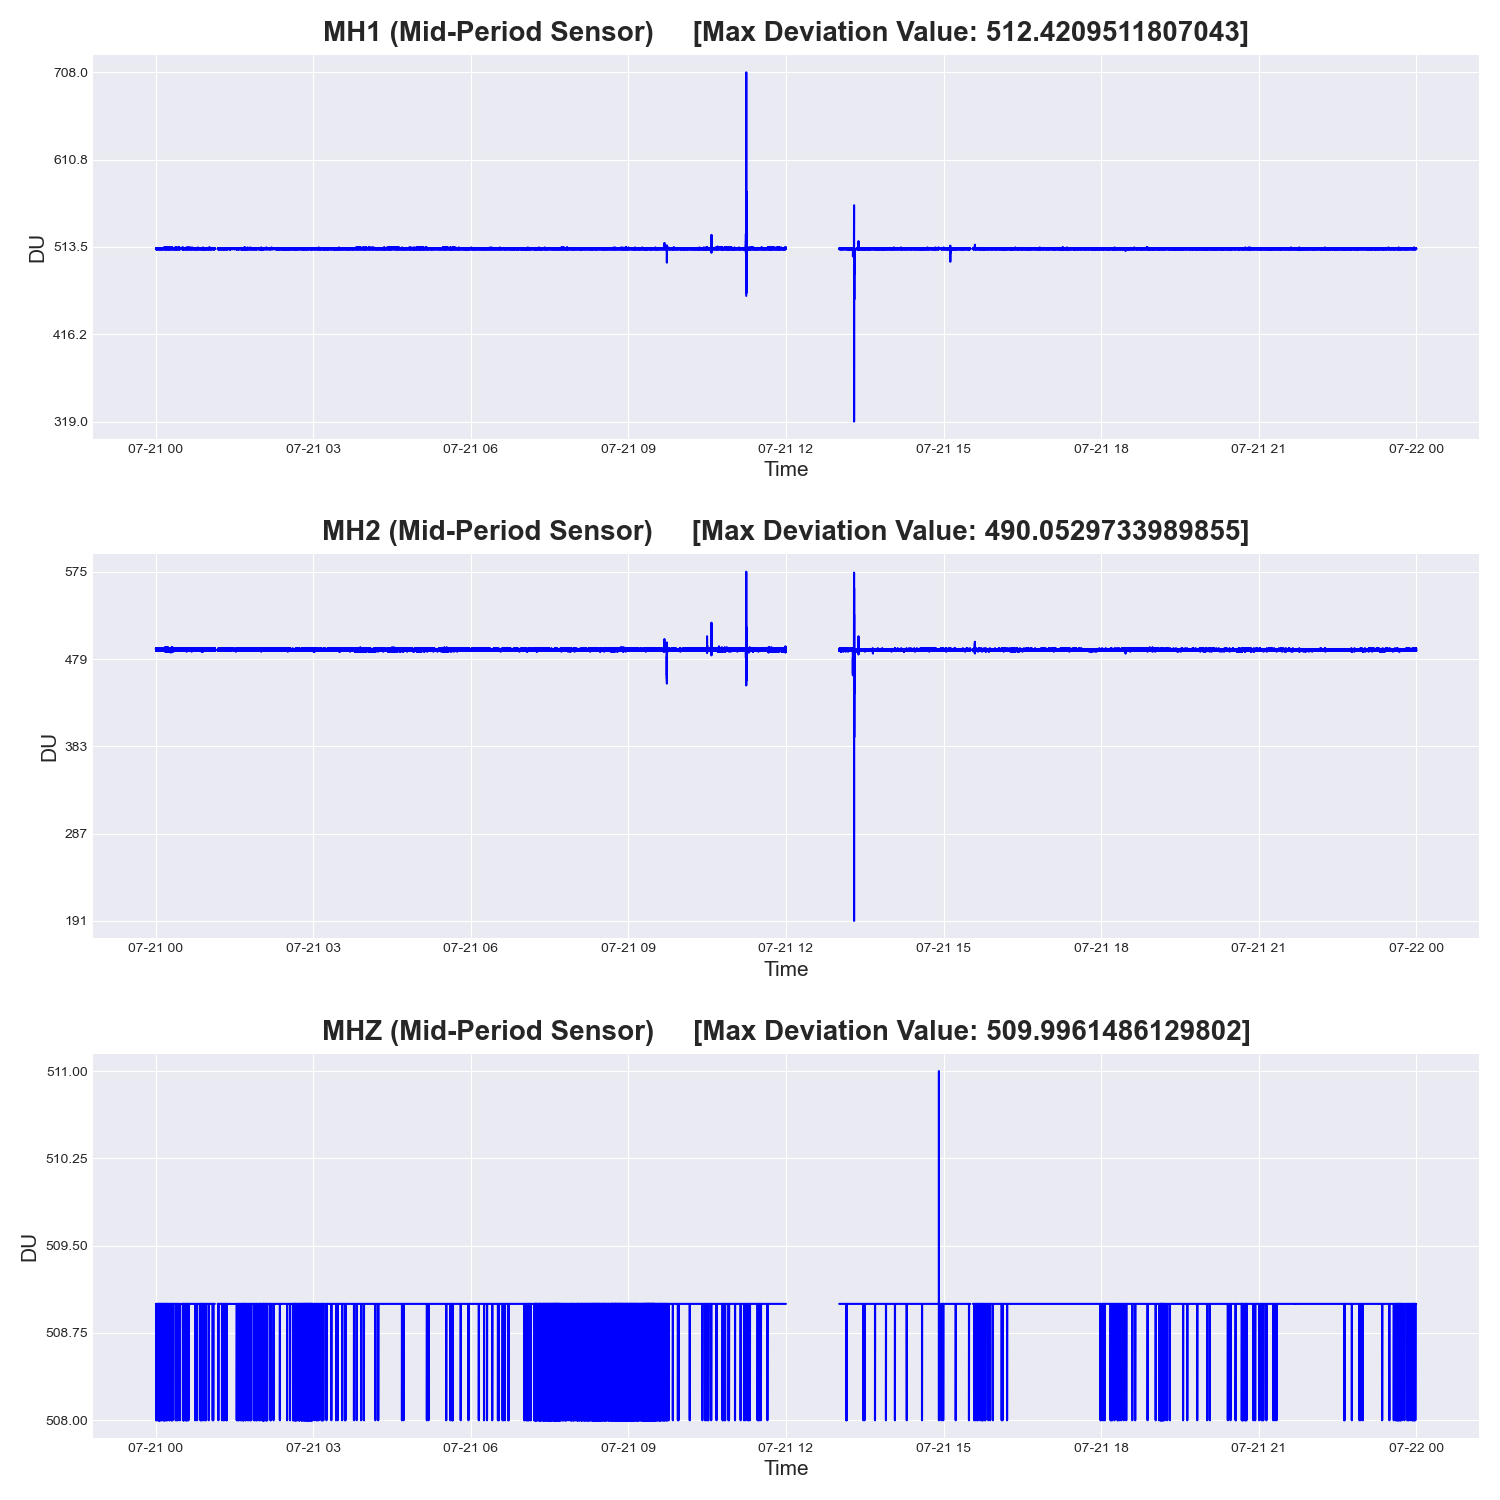 MH1 (Mid-Period Sensor) [Max Deviation Value: 512.4209511807043]
708.0
610.8
513.5
416.2
319.0
DU
07-21 00 07-21 03 07-21 06 07-21 09 07-21 12 07-21 15 07-21 18 07-21 21 07-22 00
Time
MH2 (Mid-Period Sensor) [Max Deviation Value: 490.0529733989855]
575
479
383
287
191
DU
07-21 00 07-21 03 07-21 06 07-21 09 07-21 12 07-21 15 07-21 18 07-21 21 07-22 00
Time
MHZ (Mid-Period Sensor) [Max Deviation Value: 509.9961486129802]
511.00
510.25
509.50
508.75
508.00
DU
07-21 00 07-21 03 07-21 06 07-21 09 07-21 12 07-21 15 07-21 18 07-21 21 07-22 00
Time